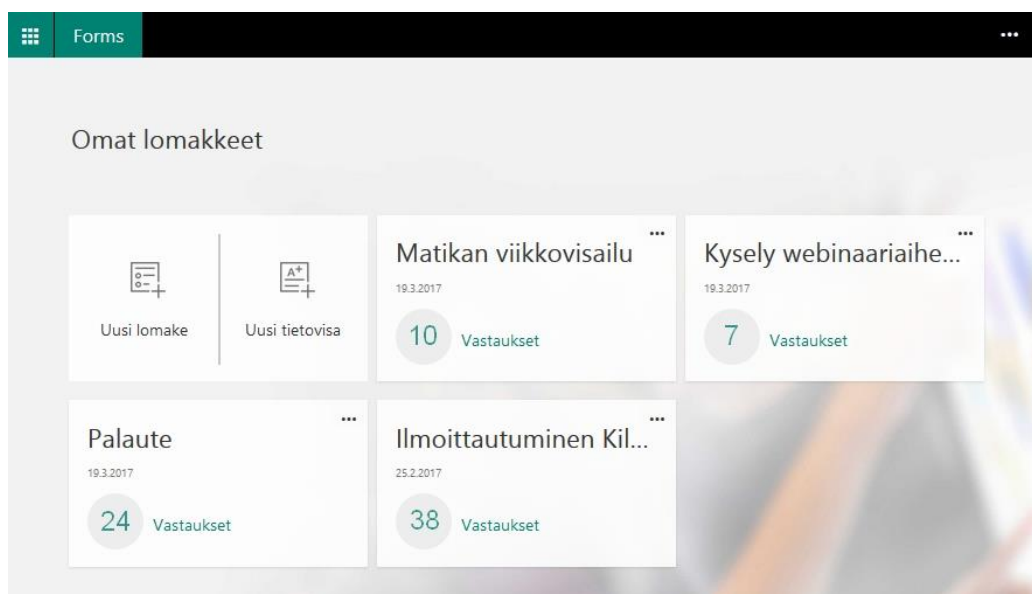 Forms
Omat lomakkeet
Uusi lomake
Uusi tietovisa
Matikan viikkovisailu
19.3.2017
10 Vastaukset
Kysely webinaariaihe...
19.3.2017
7 Vastaukset
Palaute
19.3.2017
24 Vastaukset
Ilmoittautuminen Kil...
25.2.2017
38 Vastaukset